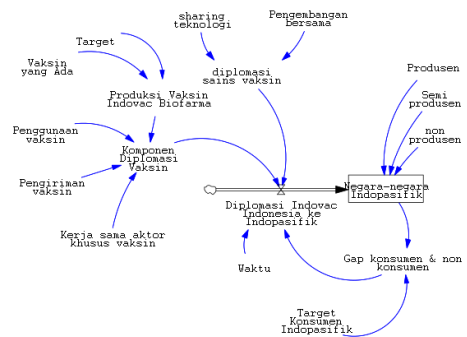 sharing
teknologi
Pengembangan
bersama
Target
Vaksin
yang Ada
diplomasi
sains vaksin
Produsen
Produksi Vaksin
Indovac Biofarma
Semi
produsen
Penggunaan
vaksin
non
produsen
Komponen
Diplomasi
Vaksin
Pengiriman
vaksin
Negara-negara
Indopasifik
Diplomasi Indovac
Indonesia ke
Indopasifik
Kerja sama aktor
khusus vaksin
Waktu
Gap konsumen & non
konsumen
Target
Konsumen
Indopasifik